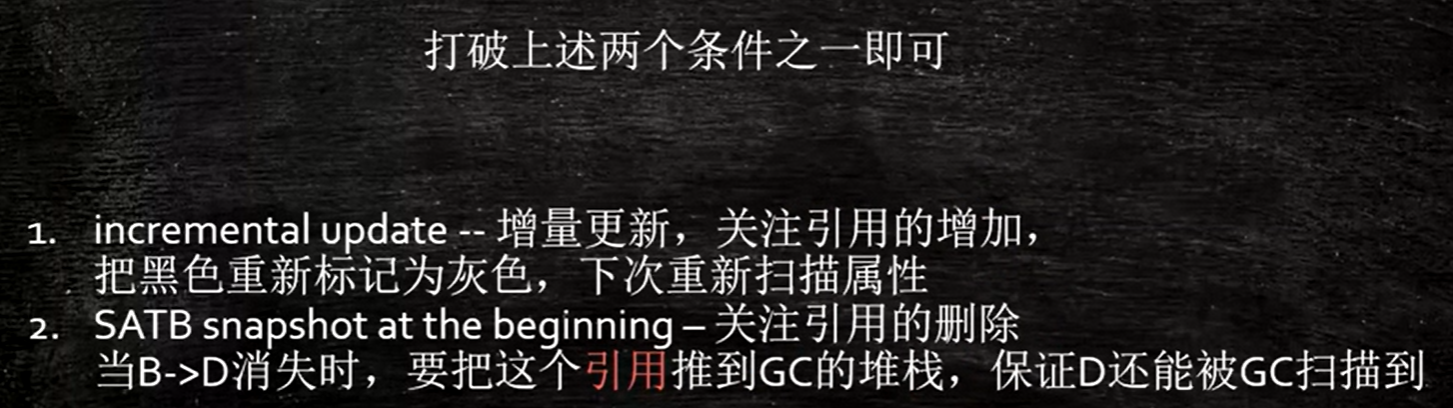 打破上述两个条件之一即可
1. incremental update -- 增量更新，关注引用的增加，
把黑色重新标记为灰色，下次重新扫描属性
2. SATB snapshot at the beginning – 关注引用的删除
当B->D消失时，要把这个引用推到GC的堆栈，保证D还能被GC扫描到